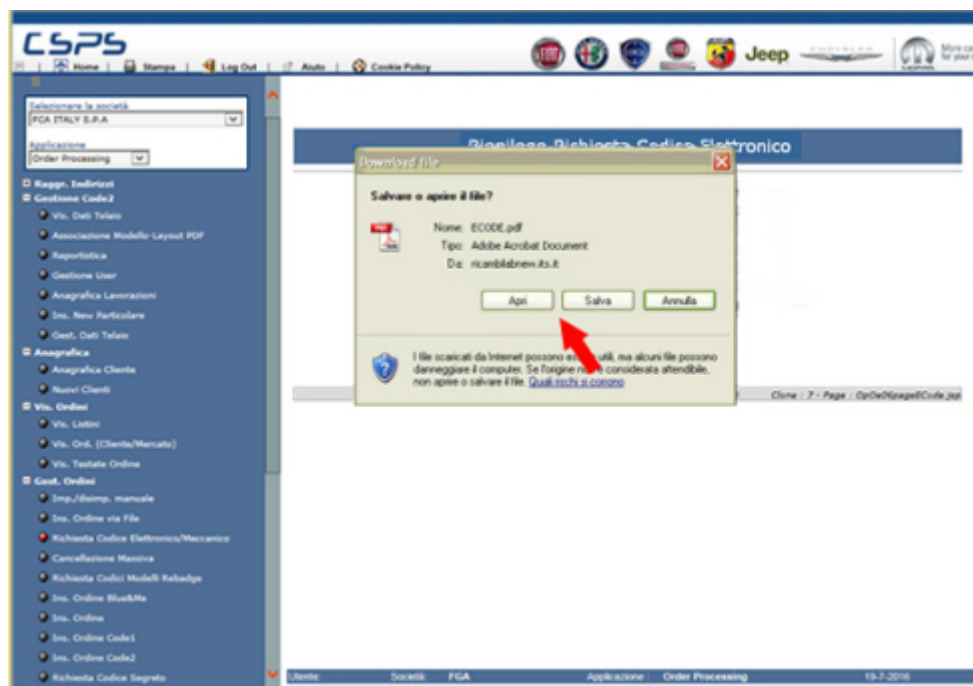 CSPS
Home | Stampa | Log Out | Aiuto | Cookie Policy
Jeep
CHRYSLER
Selezionare la società
FCA ITALY S.P.A
Applicazione
Order Processing
Raggr. Indirizzi
Gestione Code2
Vis. Dati Telaio
Associazione Modello-Layout PDF
Reportistica
Gestione User
Anagrafica Lavorazioni
Ins. New Particolare
Gest. Dati Telaio
Anagrafica
Anagrafica Cliente
Nuovi Clienti
Vis. Ordini
Vis. Listini
Vis. Ord. (Cliente/Mercato)
Vis. Testate Ordine
Gest. Ordini
Imp./disimp. manuale
Ins. Ordine via File
Richiesta Codice Elettronico/Meccanico
Cancellazione Massiva
Richiesta Codici Modelli Rebadge
Ins. Ordine Blue&Me
Ins. Ordine
Ins. Ordine Code1
Ins. Ordine Code2
Richiesta Codice Segreto
Riepilogo Richiesta Codice Elettronico
Download file
Salvare o aprire il file?
Nome: ECODE.pdf
Tipo: Adobe Acrobat Document
Da: ricambilabnew.its.it
Apri Salva Annulla
I file scaricati da Internet possono essere utili, ma alcuni file possono
danneggiare il computer. Se l'origine non è considerata attendibile,
non aprire o salvare il file. Quali rischi si corrono
Clone : 7 - Page : OpOe06pageECode.jsp
Utente: Società: FGA Applicazione : Order Processing 19-7-2016